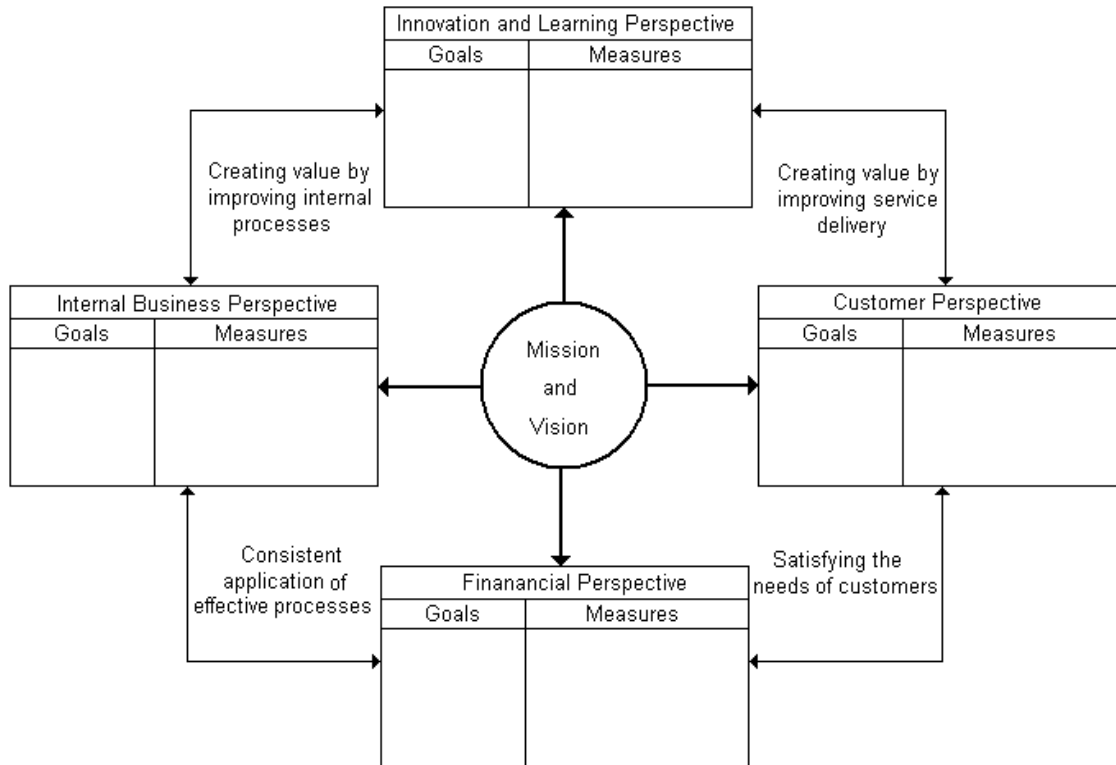 Innovation and Learning Perspective
Goals Measures
Creating value by
improving internal
processes
Creating value by
improving service
delivery
Internal Business Perspective
Goals Measures
Mission
and
Vision
Customer Perspective
Goals Measures
Consistent
application of
effective processes
Satisfying the
needs of customers
Finanancial Perspective
Goals Measures